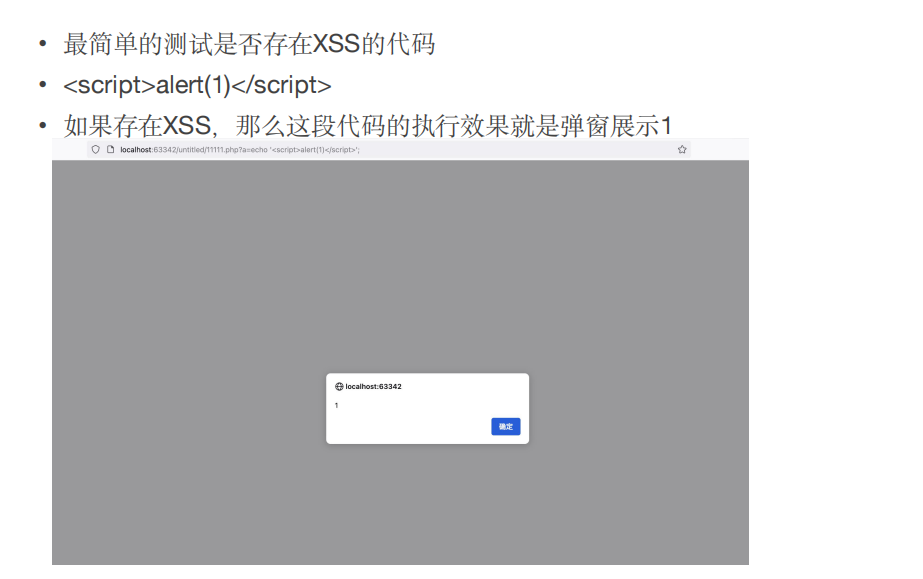 • 最简单的测试是否存在XSS的代码
• <script>alert(1)</script>
• 如果存在XSS，那么这段代码的执行效果就是弹窗展示1
localhost:63342/untitled/11111.php?a=echo '<script>alert(1)</script>';
localhost:63342
1
确定